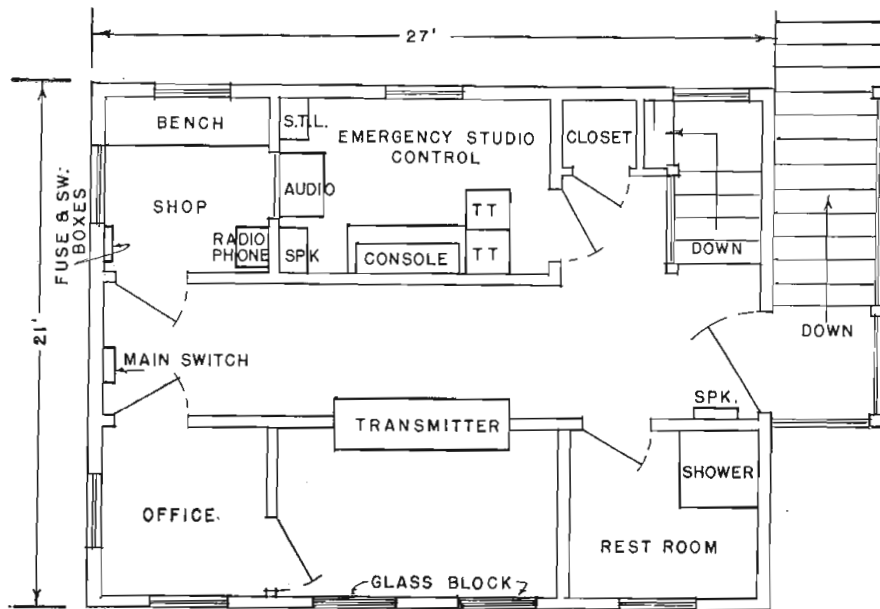 27'
BENCH
S.T.L.
EMERGENCY STUDIO
CONTROL
CLOSET
FUSE & SW.
BOXES
SHOP
AUDIO
TT
RADIO
PHONE
SPK
CONSOLE
TT
DOWN
DOWN
21'
MAIN SWITCH
SPK.
TRANSMITTER
SHOWER
OFFICE.
REST ROOM
GLASS BLOCK